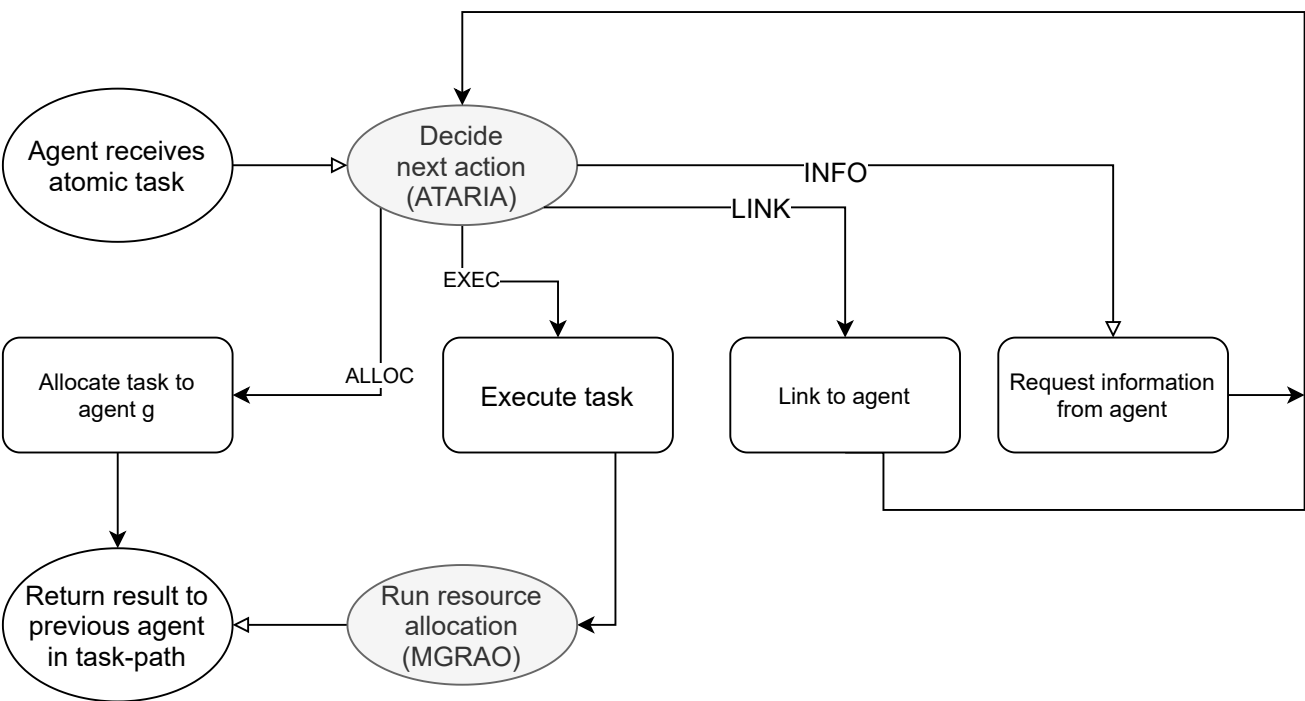 Agent receives
atomic task
Decide
next action
(ATARIA)
INFO
LINK
EXEC
ALLOC
Allocate task to
agent g
Execute task
Link to agent
Request information
from agent
Return result to
previous agent
in task-path
Run resource
allocation
(MGRAO)